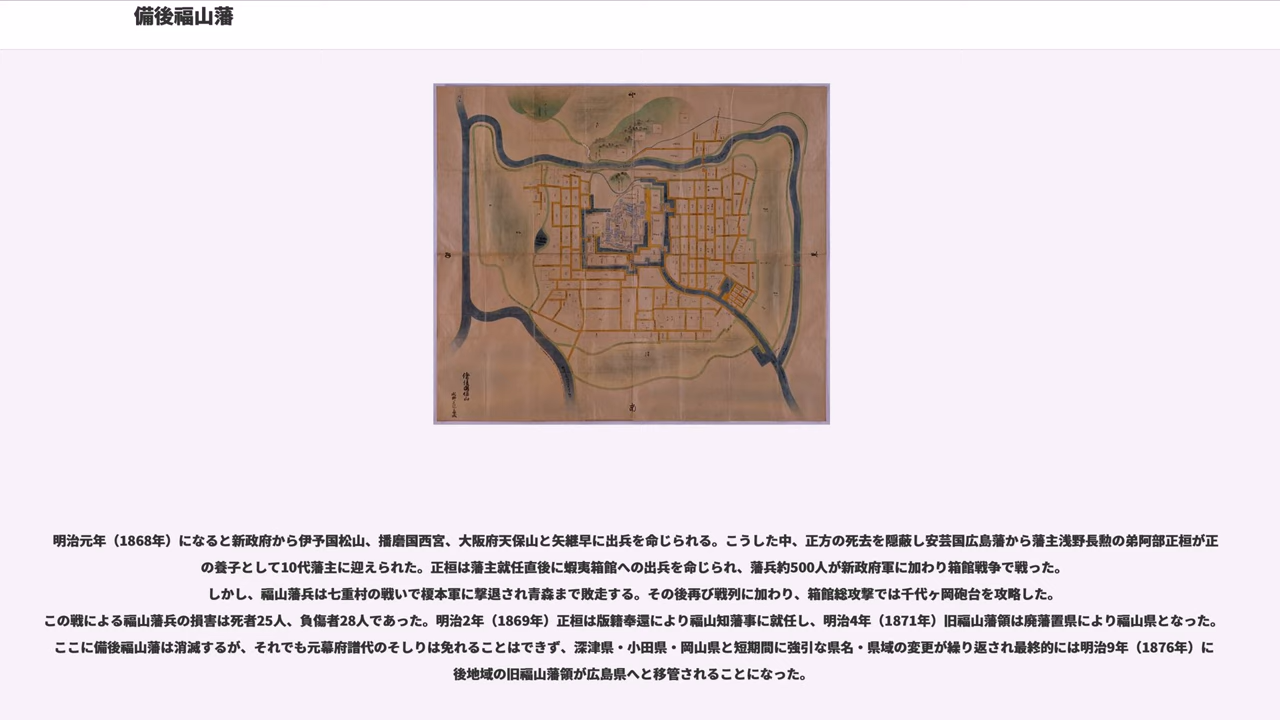 備後福山藩
明治元年（1868年）になると新政府から伊予国松山、播磨国西宮、大阪府天保山と矢継早に出兵を命じられる。こうした中、正方の死去を隠蔽し安芸国広島藩から藩主浅野長勲の弟阿部正桓が正
の養子として10代藩主に迎えられた。正桓は藩主就任直後に蝦夷箱館への出兵を命じられ、藩兵約500人が新政府軍に加わり箱館戦争で戦った。
しかし、福山藩兵は七重村の戦いで榎本軍に撃退され青森まで敗走する。その後再び戦列に加わり、箱館総攻撃では千代ヶ岡砲台を攻略した。
この戦による福山藩兵の損害は死者25人、負傷者28人であった。明治2年（1869年）正桓は版籍奉還により福山知藩事に就任し、明治4年（1871年）旧福山藩領は廃藩置県により福山県となった。
ここに備後福山藩は消滅するが、それでも元幕府譜代のそしりは免れることはできず、深津県・小田県・岡山県と短期間に強引な県名・県域の変更が繰り返され最終的には明治9年（1876年）に
後地域の旧福山藩領が広島県へと移管されることになった。